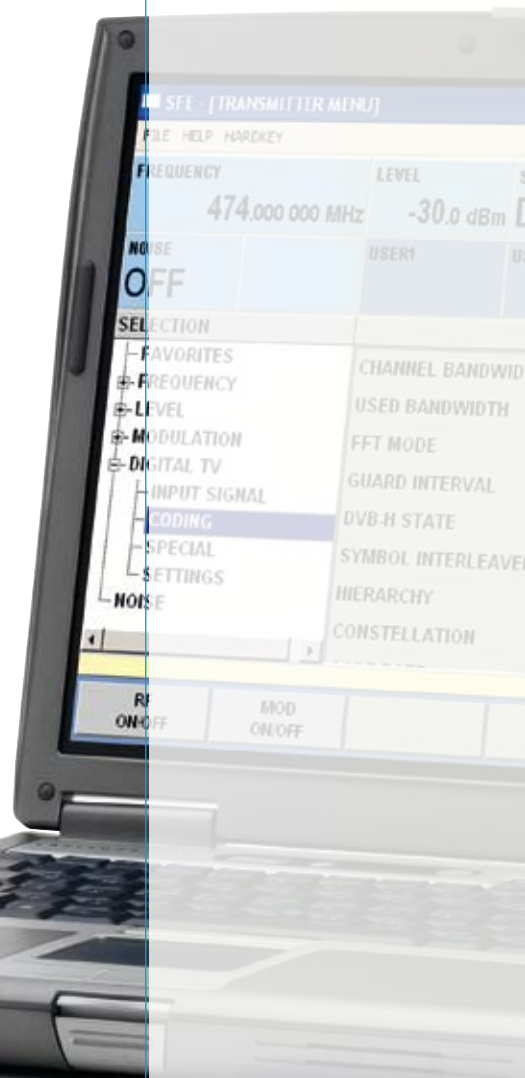 SFE - [TRANSMITTER MENU]
FILE HELP HARDKEY
FREQUENCY
474.000 000 MHz
LEVEL
-30.0 dBm
NOISE
OFF
USER1
SELECTION
FAVORITES
FREQUENCY
LEVEL
MODULATION
DIGITAL TV
INPUT SIGNAL
CODING
SPECIAL
SETTINGS
NOISE
CHANNEL BANDWID
USED BANDWIDTH
FFT MODE
GUARD INTERVAL
DVB-H STATE
SYMBOL INTERLEAVE
HIERARCHY
CONSTELLATION
RF
ON/OFF
MOD
ON/OFF